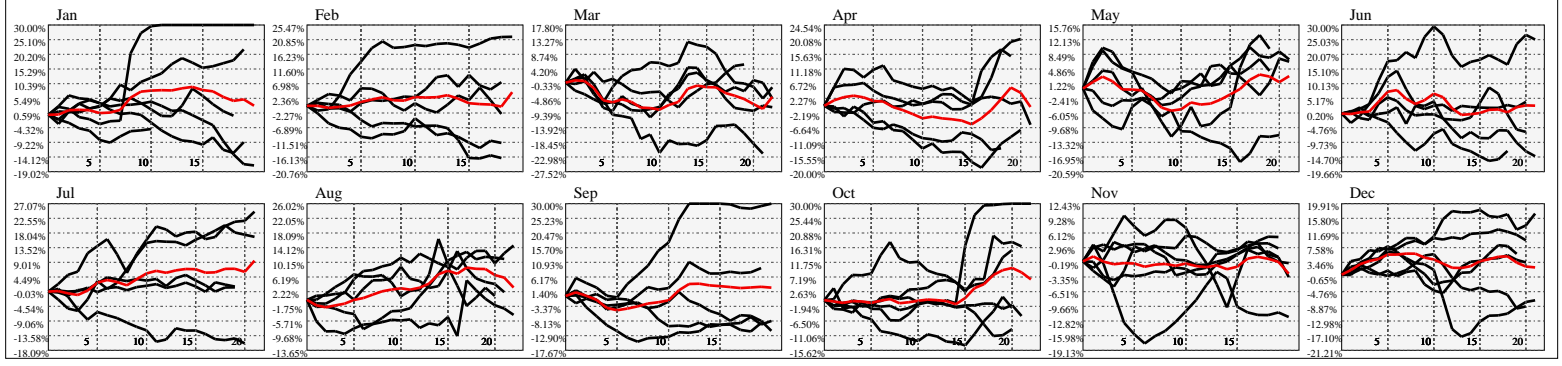 Jan Feb Mar Apr May Jun
30.00% 25.47% 17.80% 24.54% 15.76% 30.00%
25.10% 20.85% 13.27% 20.08% 12.13% 25.03%
20.20% 16.23% 8.74% 15.63% 8.49% 20.07%
15.29% 11.60% 4.20% 11.18% 4.86% 15.10%
10.39% 6.98% -0.33% 6.72% 1.22% 10.13%
5.49% 2.36% -4.86% 2.27% -2.41% 5.17%
0.59% -2.27% -9.39% -2.19% -6.05% 0.20%
-4.32% -6.89% -13.92% -6.64% -9.68% -4.76%
-9.22% -11.51% -18.45% -11.09% -13.32% -9.73%
-14.12% 5 10 15 -16.13% 5 10 15 -22.98% 5 10 15 20 -15.55% 5 10 15 20 -16.95% 5 10 15 20 -14.70% 5 10 15 20
-19.02% -20.76% -27.52% -20.00% -20.59% -19.66%
Jul Aug Sep Oct Nov Dec
27.07% 26.02% 30.00% 30.00% 12.43% 19.91%
22.55% 22.05% 25.23% 25.44% 9.28% 15.80%
18.04% 18.09% 20.47% 20.88% 6.12% 11.69%
13.52% 14.12% 15.70% 16.31% 2.96% 7.58%
9.01% 10.15% 10.93% 11.75% -0.19% 3.46%
4.49% 6.19% 6.17% 7.19% -3.35% -0.65%
-0.03% 2.22% 1.40% 2.63% -6.51% -4.76%
-4.54% -1.75% -3.37% -1.94% -9.66% -8.87%
-9.06% -5.71% -8.13% -6.50% -12.82% -12.98%
-13.58% 5 10 15 20 -9.68% 5 10 15 20 -12.90% 5 10 15 -11.06% 5 10 15 20 -15.98% 5 10 15 -17.10% 5 10 15 20
-18.09% -13.65% -17.67% -15.62% -19.13% -21.21%